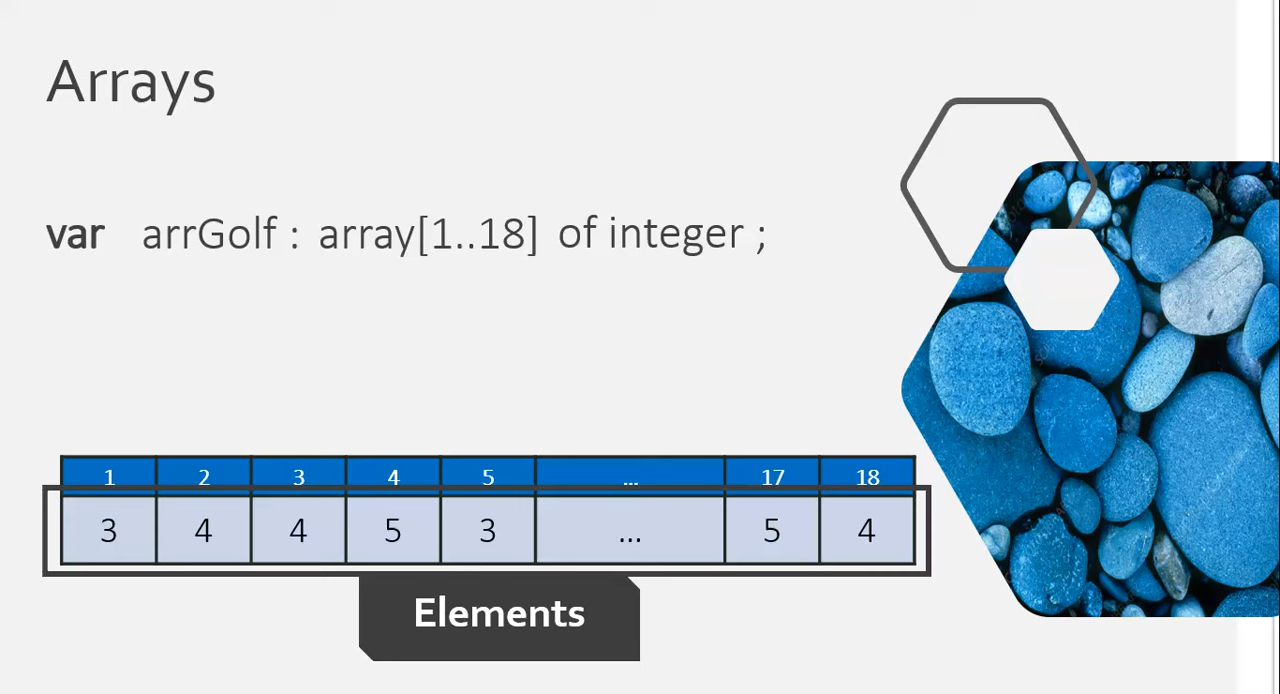 Arrays
var arrGolf : array[1..18] of integer ;
1 2 3 4 5 ... 17 18
3 4 4 5 3 ... 5 4
Elements